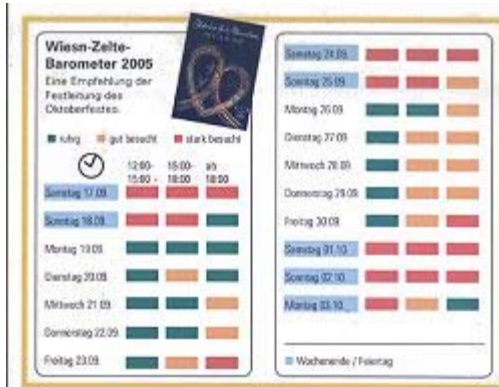 Wiesn-Zelte-
Barometer 2005
Eine Empfehlung der
Festleitung des
Oktoberfestes.
ruhig gut besucht stark besucht
12:00- 15:00- ab
15:00 - 18:00 18:00
Samstag 17.09.
Sonntag 18.09.
Montag 19.09.
Dienstag 20.09.
Mittwoch 21.09.
Donnerstag 22.09.
Freitag 23.09.
Samstag 24.09.
Sonntag 25.09.
Montag 26.09.
Dienstag 27.09.
Mittwoch 28.09.
Donnerstag 29.09.
Freitag 30.09.
Samstag 01.10.
Sonntag 02.10.
Montag 03.10.
Wochenende / Feiertag